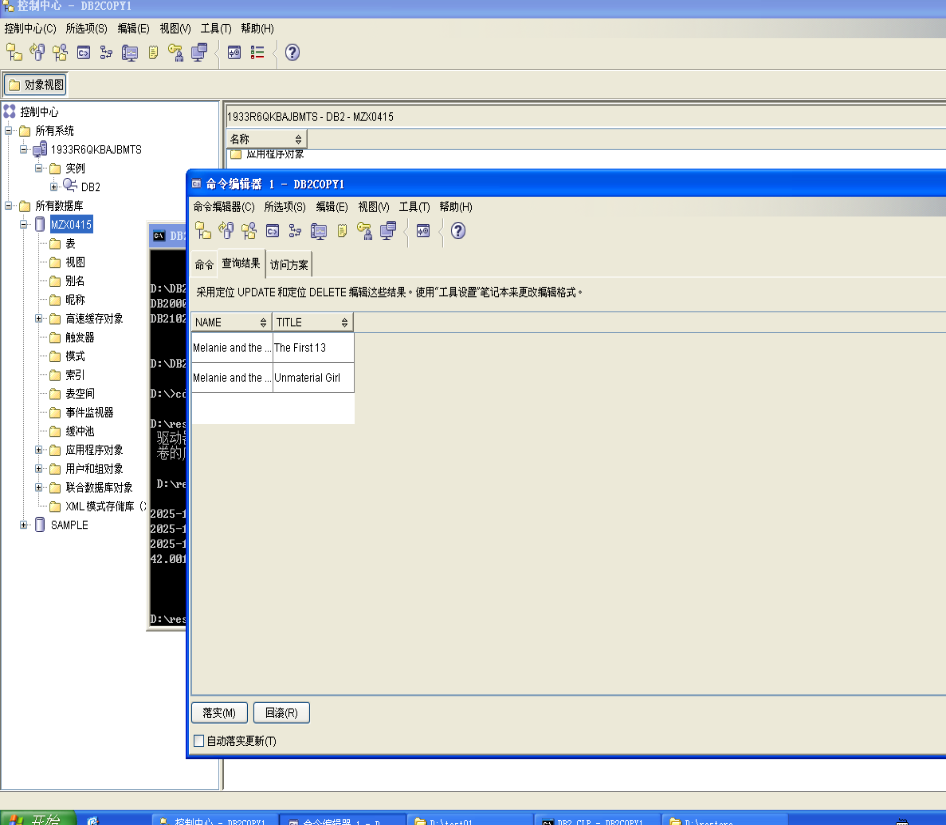 控制中心 - DB2COPY1
控制中心(C) 所选项(S) 编辑(E) 视图(V) 工具(T) 帮助(H)
对象视图
控制中心
所有系统
1933R6QKBAJBMTS
实例
DB2
所有数据库
MZX0415
表
视图
别名
昵称
高速缓存对象
触发器
模式
索引
表空间
事件监视器
缓冲池
应用程序对象
用户和组对象
联合数据库对象
XML 模式存储库
SAMPLE
1933R6QKBAJBMTS - DB2 - MZX0415
名称
应用程序对象
DB2
D:\DB2
DB2000
DB2102
D:\DB2
D:\>cd
D:\res
驱动
卷的
D:\re
2025-1
2025-1
2025-1
42.001
D:\res
命令编辑器 1 - DB2COPY1
命令编辑器(C) 所选项(S) 编辑(E) 视图(V) 工具(T) 帮助(H)
命令 查询结果 访问方案
采用定位 UPDATE 和定位 DELETE 编辑这些结果。使用“工具设置”笔记本来更改编辑格式。
NAME TITLE
Melanie and the ... The First 13
Melanie and the ... Unmaterial Girl
落实(M) 回滚(R)
自动落实更新(T)
开始 控制中心 - DB2COPY1 命令编辑器 1 - D... D:\test01 DB2 CLP - DB2COPY1 D:\restore